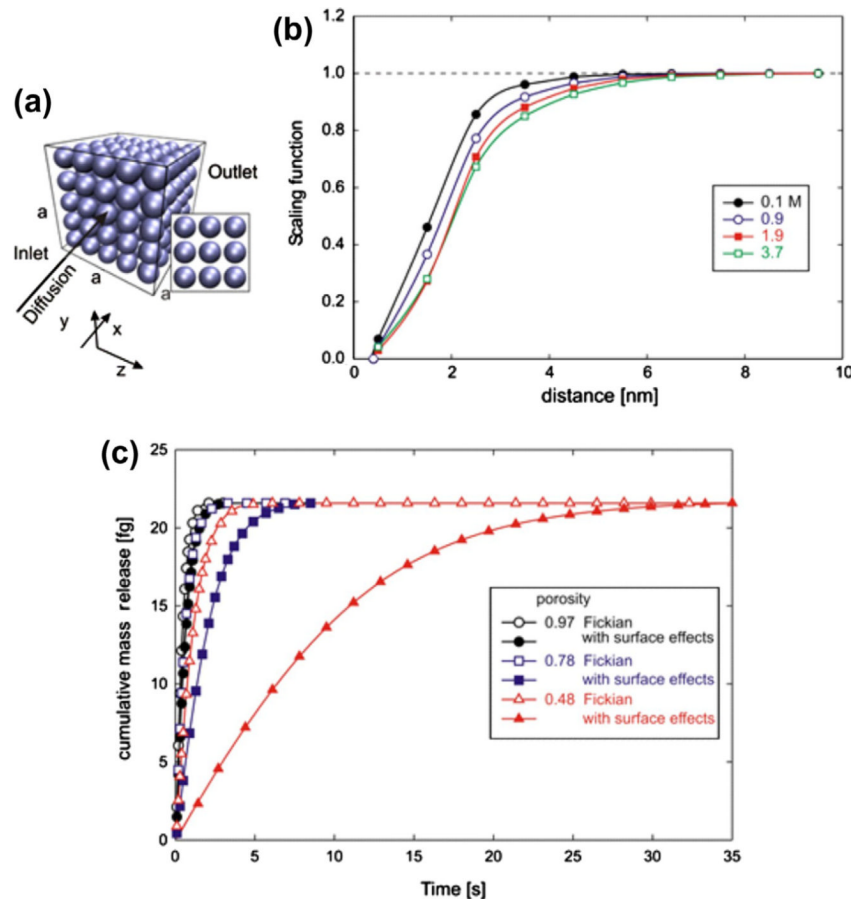 (a)
a
Inlet
a
a
Outlet
Diffusion
y
x
z
(b)
Scaling function
1.2
1.0
0.8
0.6
0.4
0.2
0.0
0.1 M
0.9
1.9
3.7
0
2
4
6
8
10
distance [nm]
(c)
cumulative mass release [fg]
25
20
15
10
5
0
porosity
0.97 Fickian
with surface effects
0.78 Fickian
with surface effects
0.48 Fickian
with surface effects
0
5
10
15
20
25
30
35
Time [s]